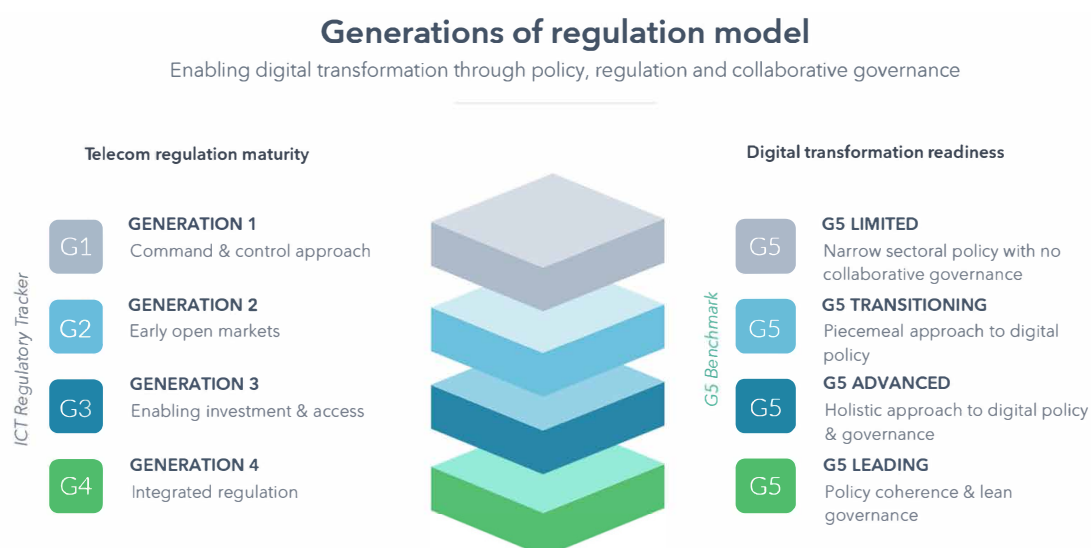 Generations of regulation model
Enabling digital transformation through policy, regulation and collaborative governance
Telecom regulation maturity
ICT Regulatory Tracker
G1
GENERATION 1
Command & control approach
G2
GENERATION 2
Early open markets
G3
GENERATION 3
Enabling investment & access
G4
GENERATION 4
Integrated regulation
Digital transformation readiness
G5 Benchmark
G5
G5 LIMITED
Narrow sectoral policy with no
collaborative governance
G5
G5 TRANSITIONING
Piecemeal approach to digital
policy
G5
G5 ADVANCED
Holistic approach to digital policy
& governance
G5
G5 LEADING
Policy coherence & lean
governance